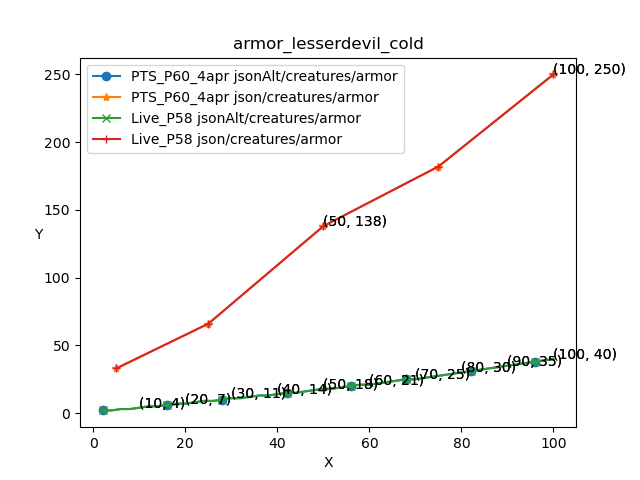 armor_lesserdevil_cold
PTS_P60_4apr jsonAlt/creatures/armor
PTS_P60_4apr json/creatures/armor
Live_P58 jsonAlt/creatures/armor
Live_P58 json/creatures/armor
(100, 250)
(50, 138)
(10, 4)
(20, 7)
(30, 11)
(40, 14)
(50, 18)
(60, 21)
(70, 25)
(80, 30)
(90, 35)
(100, 40)
250
200
150
100
50
0
Y
0 20 40 60 80 100
X